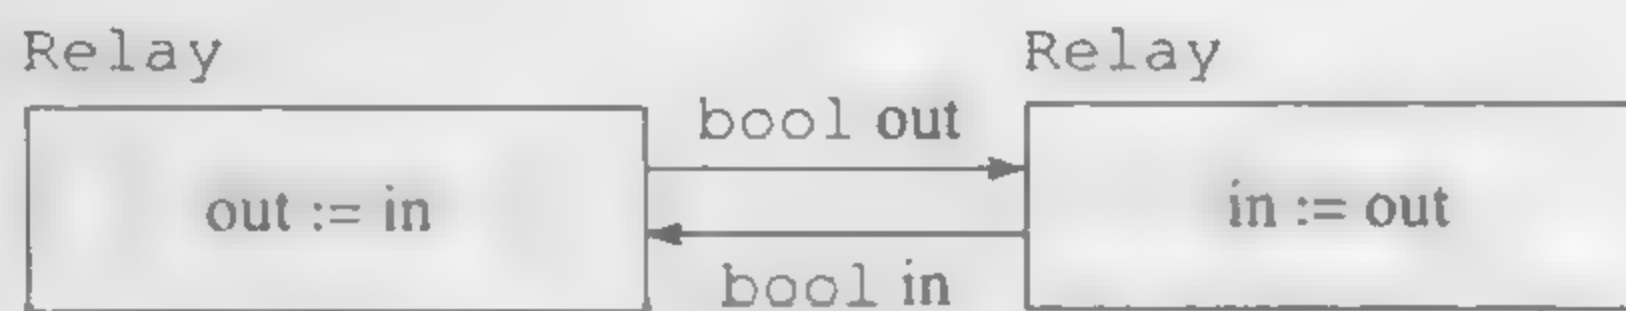 Relay
Relay
bool out
out := in
in := out
bool in